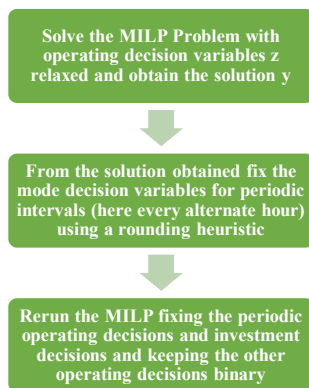 Solve the MILP Problem with
operating decision variables z
relaxed and obtain the solution y
From the solution obtained fix the
mode decision variables for periodic
intervals (here every alternate hour)
using a rounding heuristic
Rerun the MILP fixing the periodic
operating decisions and investment
decisions and keeping the other
operating decisions binary